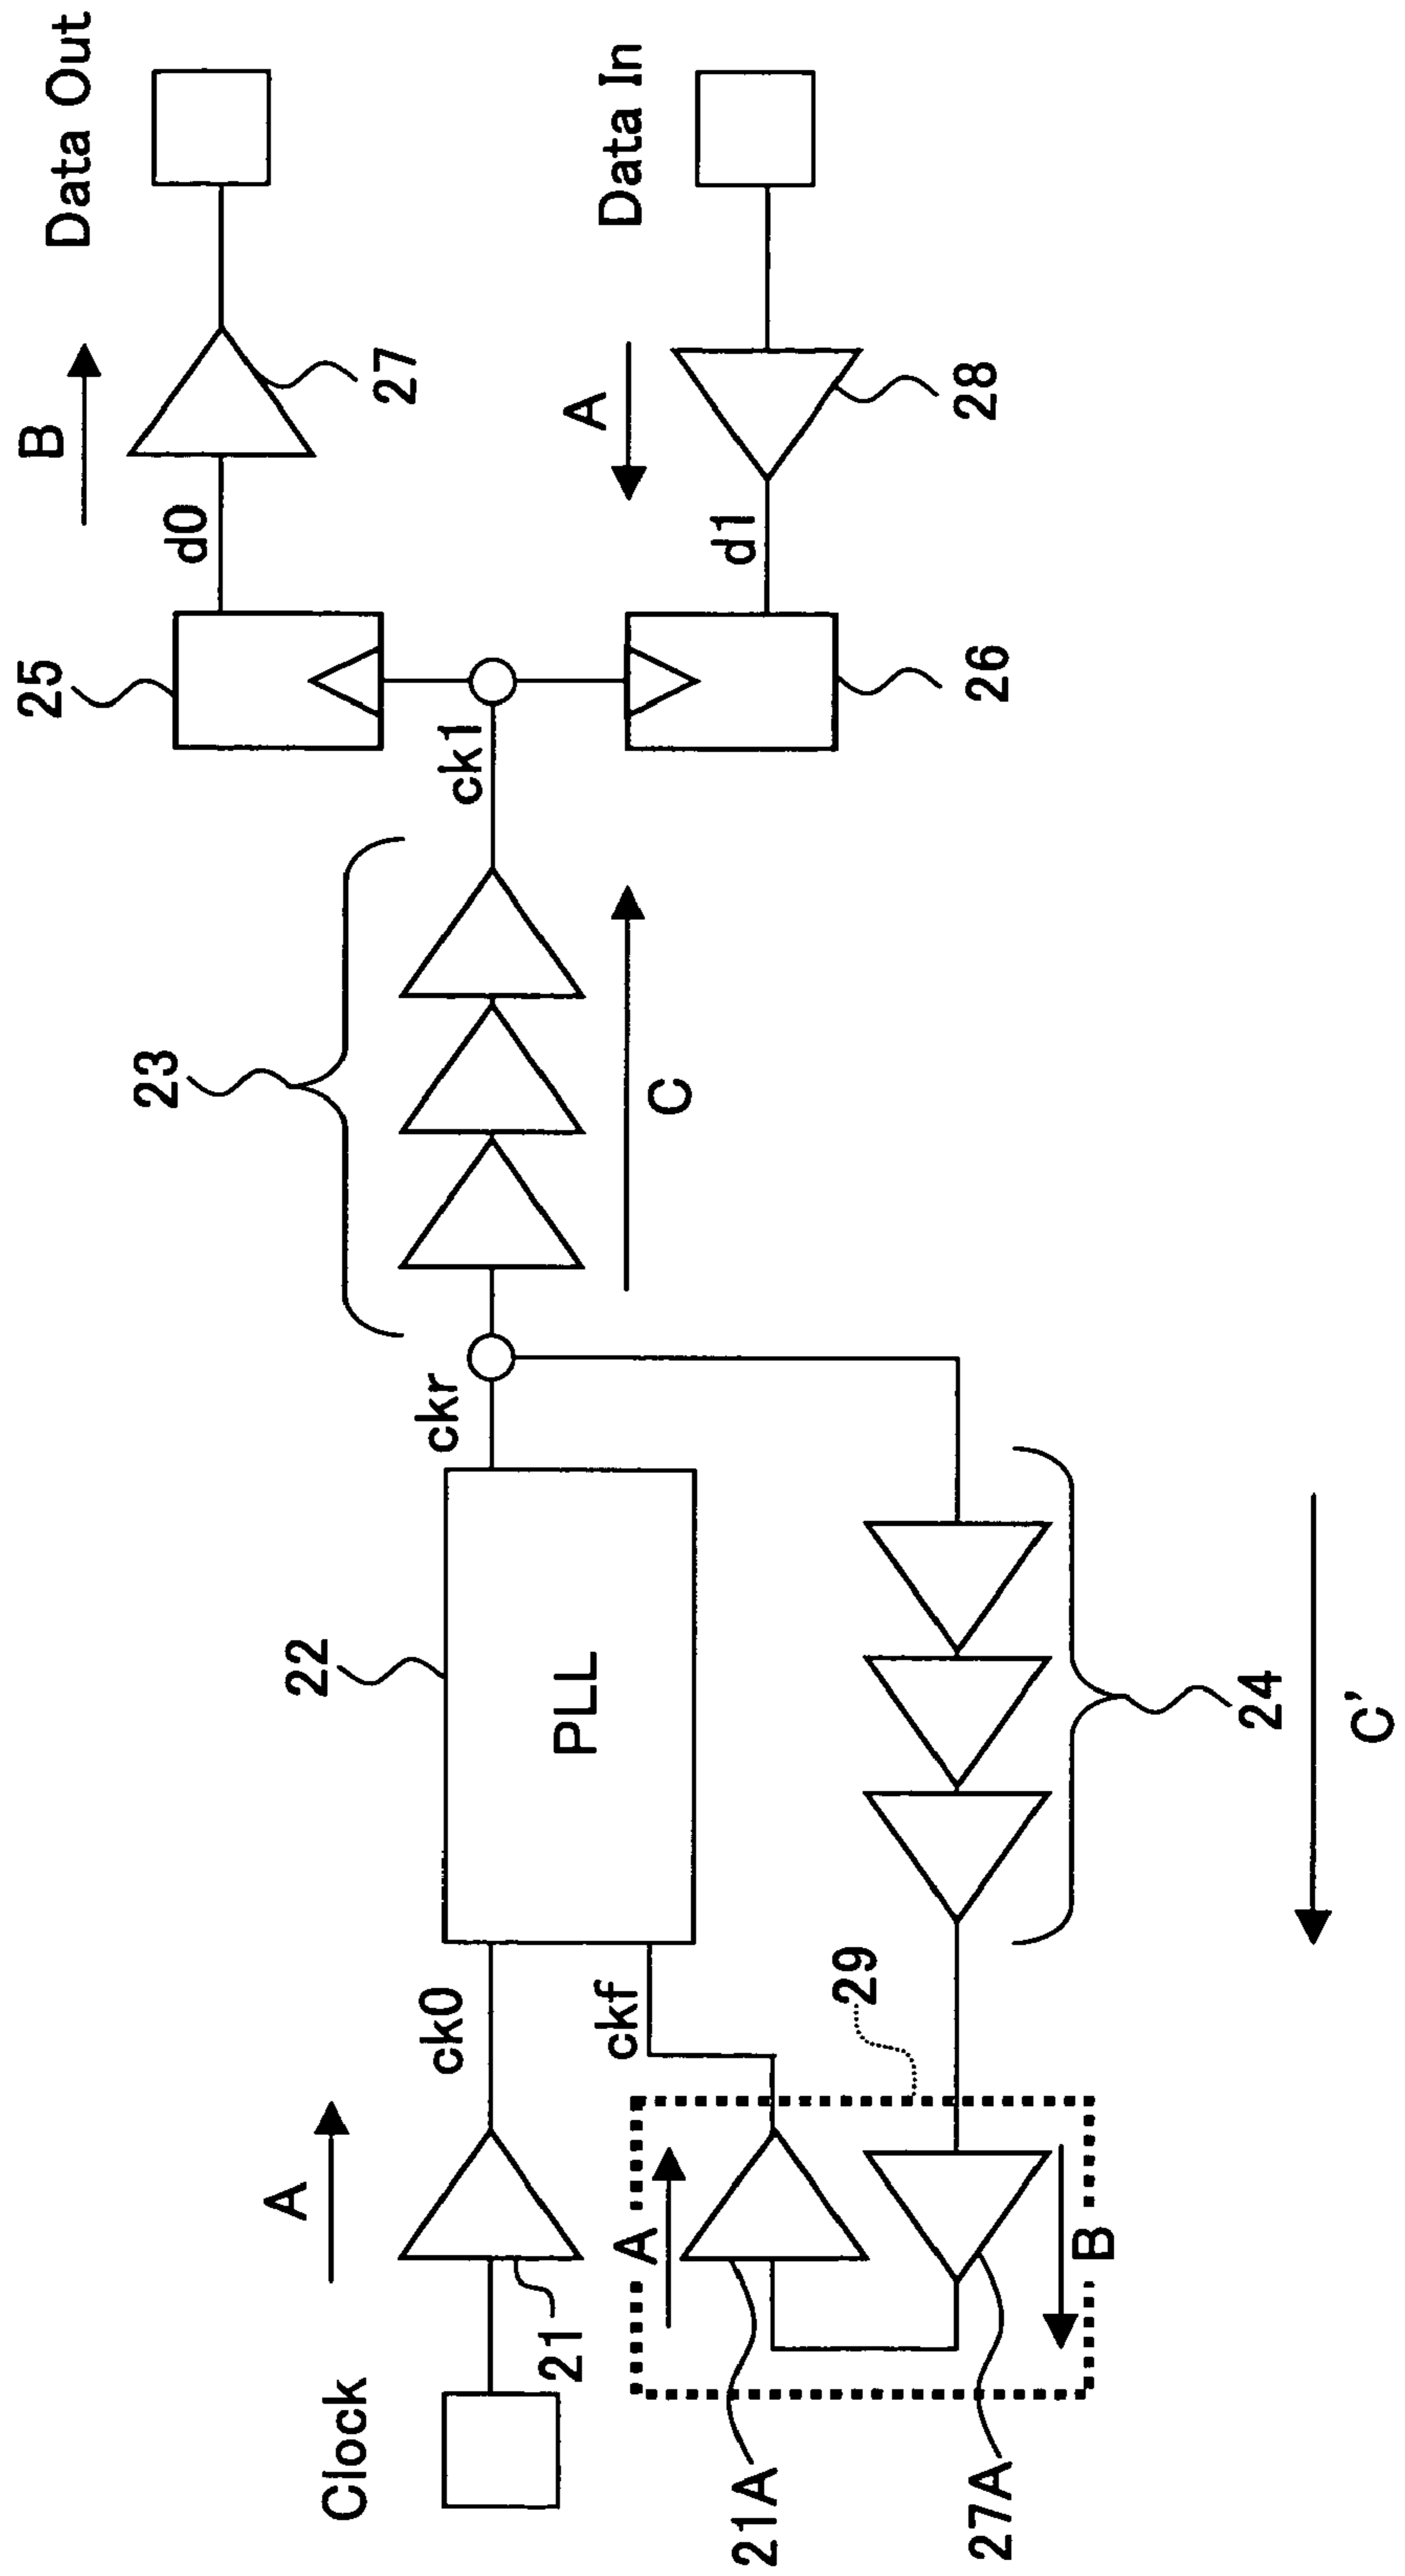 Clock
A
21
ck0
22
PLL
ckf
ckr
23
C
ck1
25
d0
B
27
Data Out
26
d1
A
28
Data In
29
A
21A
B
27A
24
C'